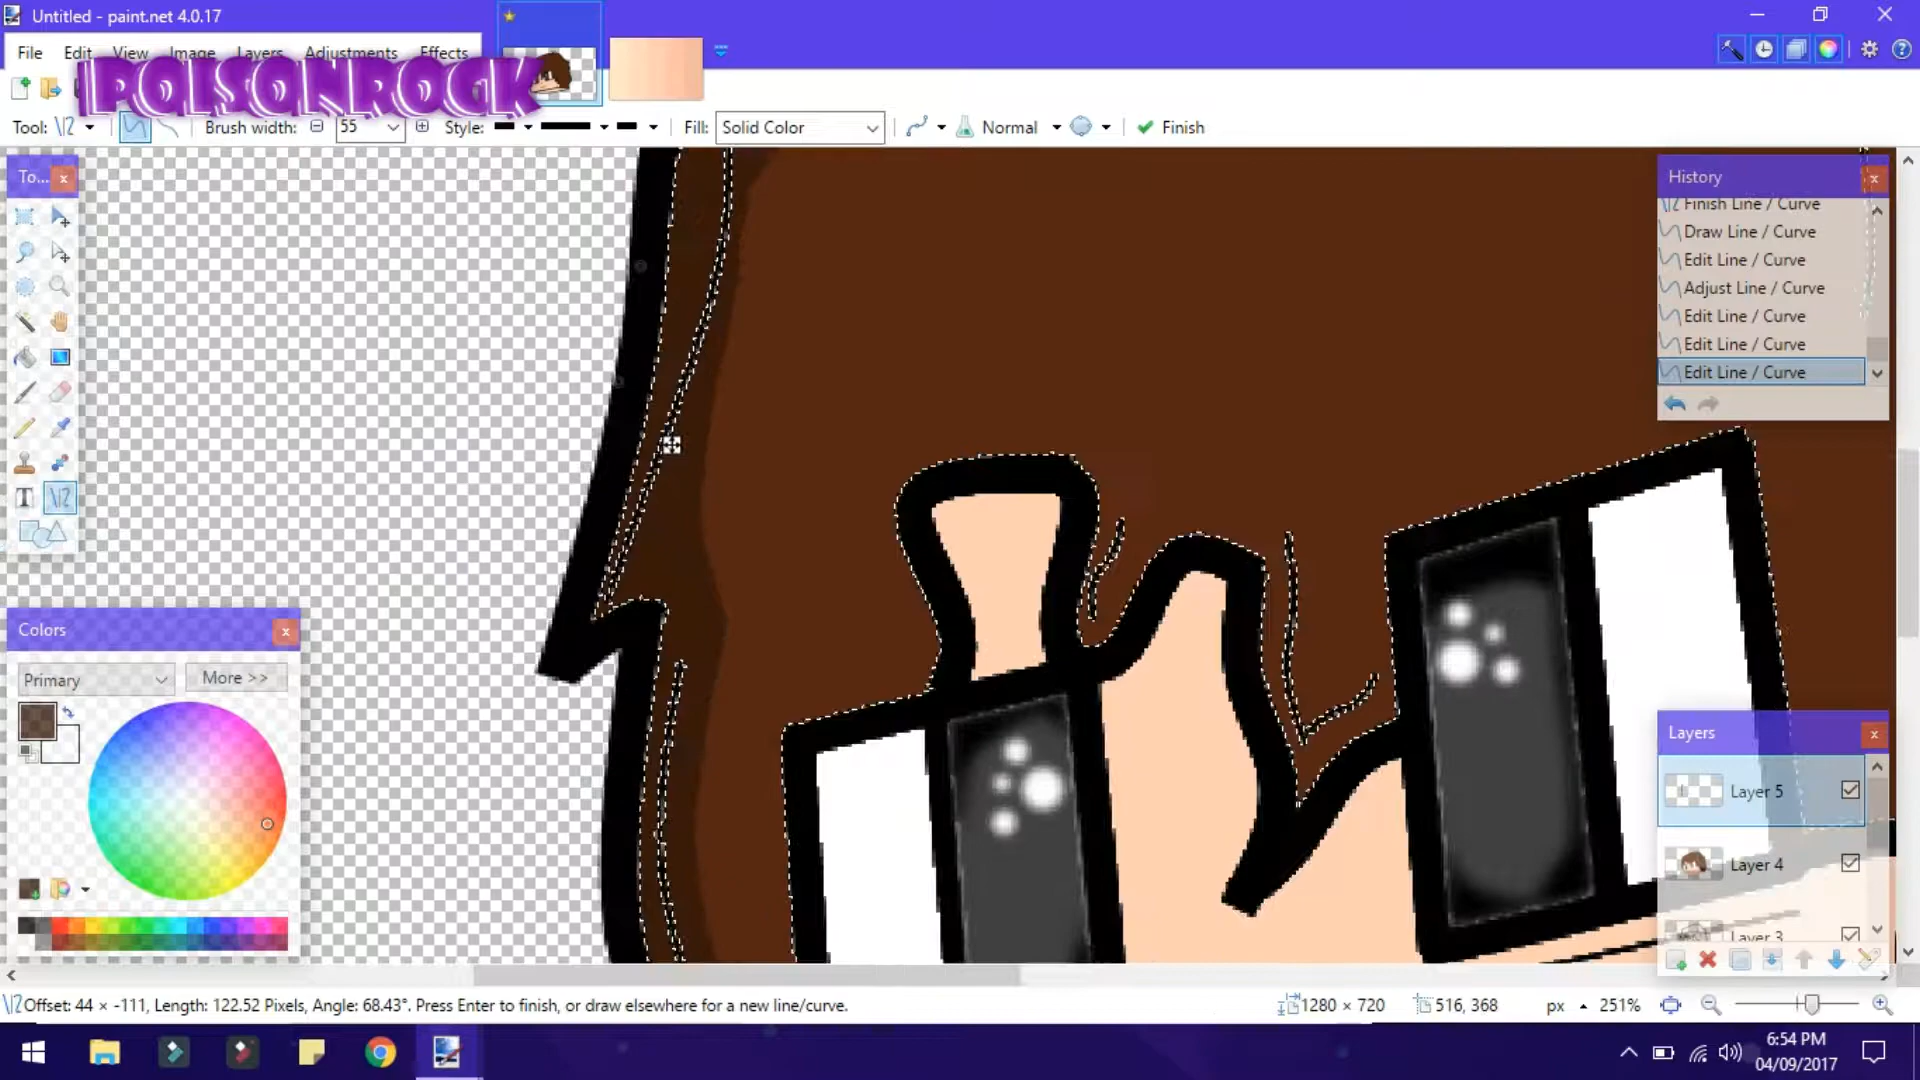 Untitled - paint.net 4.0.17
File Edit View Image Layers Adjustments Effects
IPOISONROCK
Tool: Brush width: 55 Style: Fill: Solid Color Normal Finish
To...
History
Finish Line / Curve
Draw Line / Curve
Edit Line / Curve
Adjust Line / Curve
Edit Line / Curve
Edit Line / Curve
Edit Line / Curve
Colors
Primary More >>
Layers
Layer 5
Layer 4
Layer 3
Offset: 44 × -111, Length: 122.52 Pixels, Angle: 68.43°. Press Enter to finish, or draw elsewhere for a new line/curve. 1280 × 720 516, 368 px 251%
6:54 PM
04/09/2017